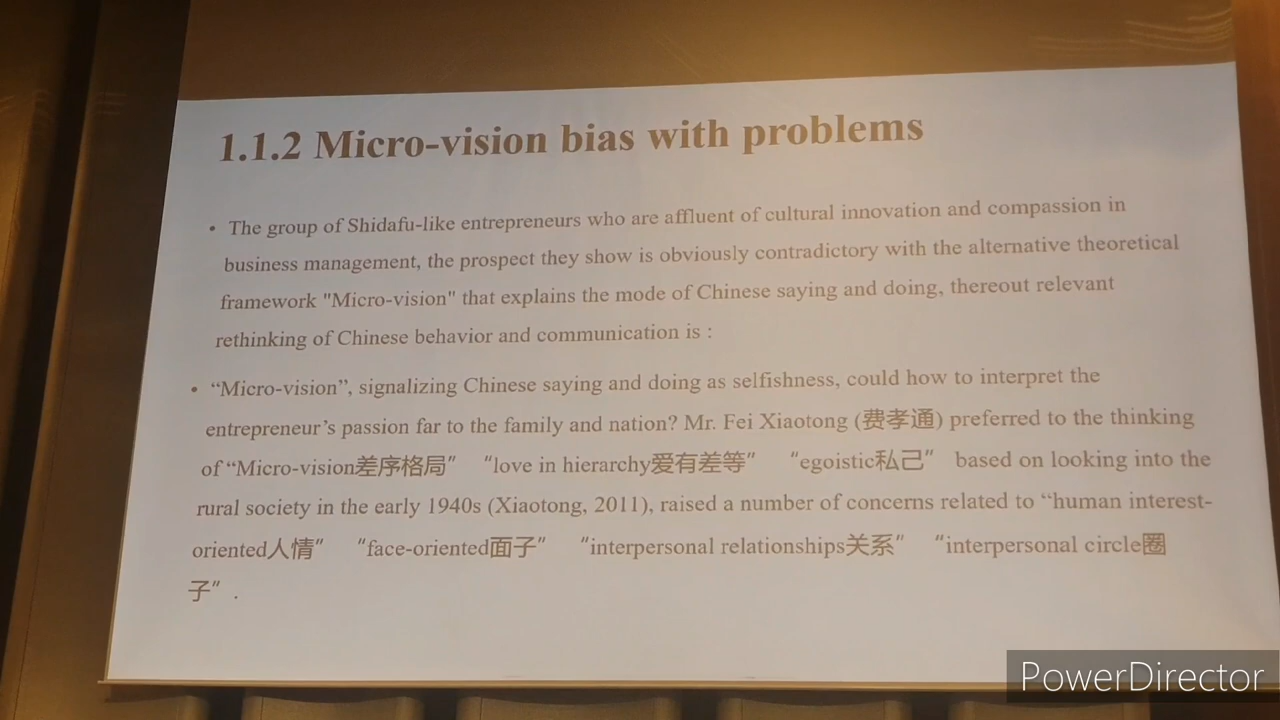 1.1.2 Micro-vision bias with problems
• The group of Shidafu-like entrepreneurs who are affluent of cultural innovation and compassion in
business management, the prospect they show is obviously contradictory with the alternative theoretical
framework "Micro-vision" that explains the mode of Chinese saying and doing, thereout relevant
rethinking of Chinese behavior and communication is :
• “Micro-vision”, signalizing Chinese saying and doing as selfishness, could how to interpret the
entrepreneur’s passion far to the family and nation? Mr. Fei Xiaotong (费孝通) preferred to the thinking
of “Micro-vision差序格局” “love in hierarchy爱有差等” “egoistic私己” based on looking into the
rural society in the early 1940s (Xiaotong, 2011), raised a number of concerns related to “human interest-
oriented人情” “face-oriented面子” “interpersonal relationships关系” “interpersonal circle圈
子” .
PowerDirector